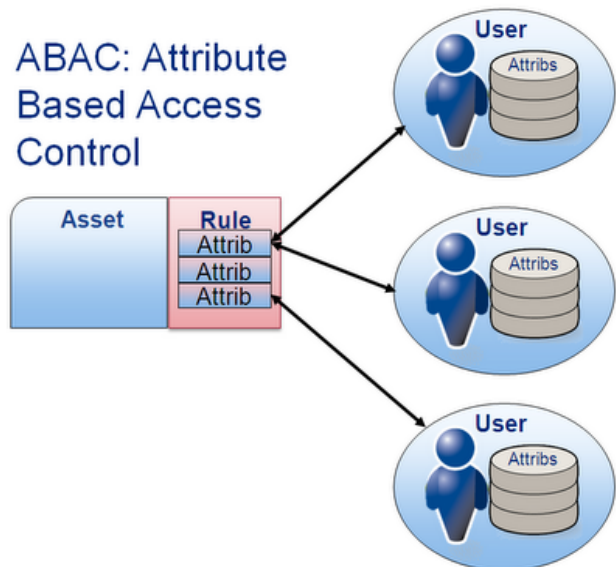 ABAC: Attribute
Based Access
Control
Asset
Rule
Attrib
Attrib
Attrib
User
Attribs
User
Attribs
User
Attribs